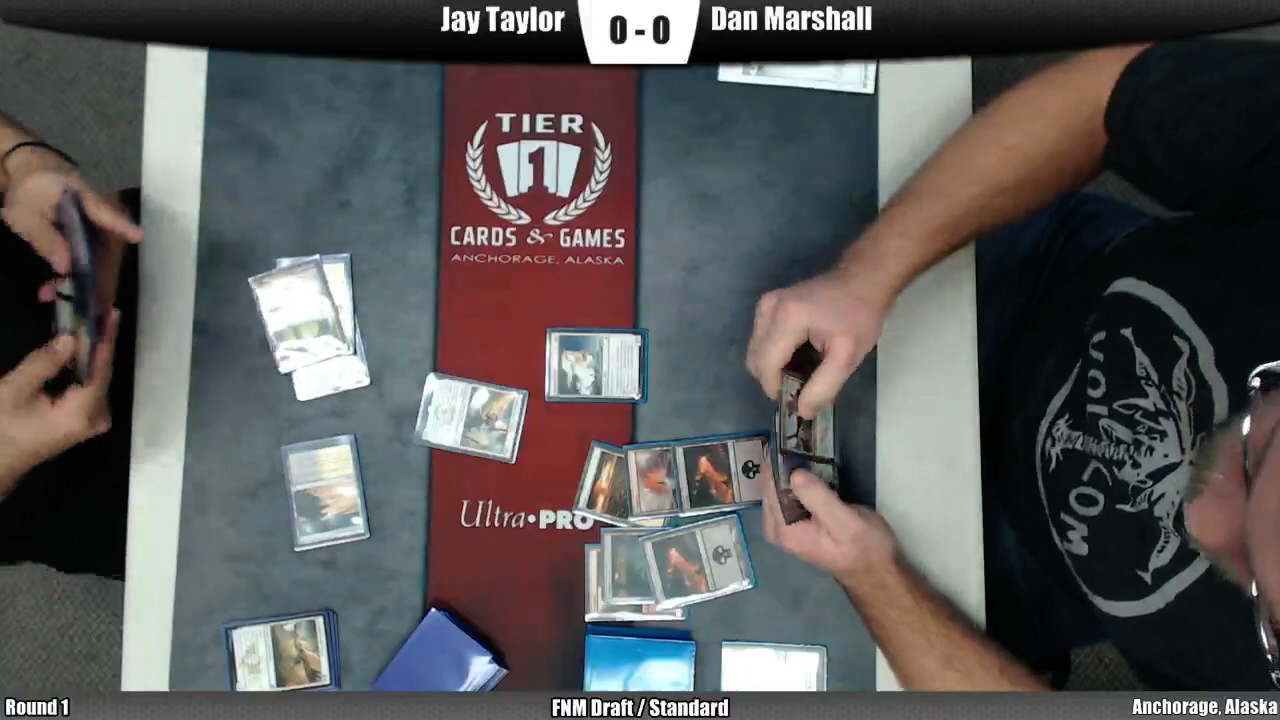 Jay Taylor
0 - 0
Dan Marshall
TIER
1
CARDS & GAMES
ANCHORAGE, ALASKA
Ultra•PRO
VOLCOM
Round 1
FNM Draft / Standard
Anchorage, Alaska